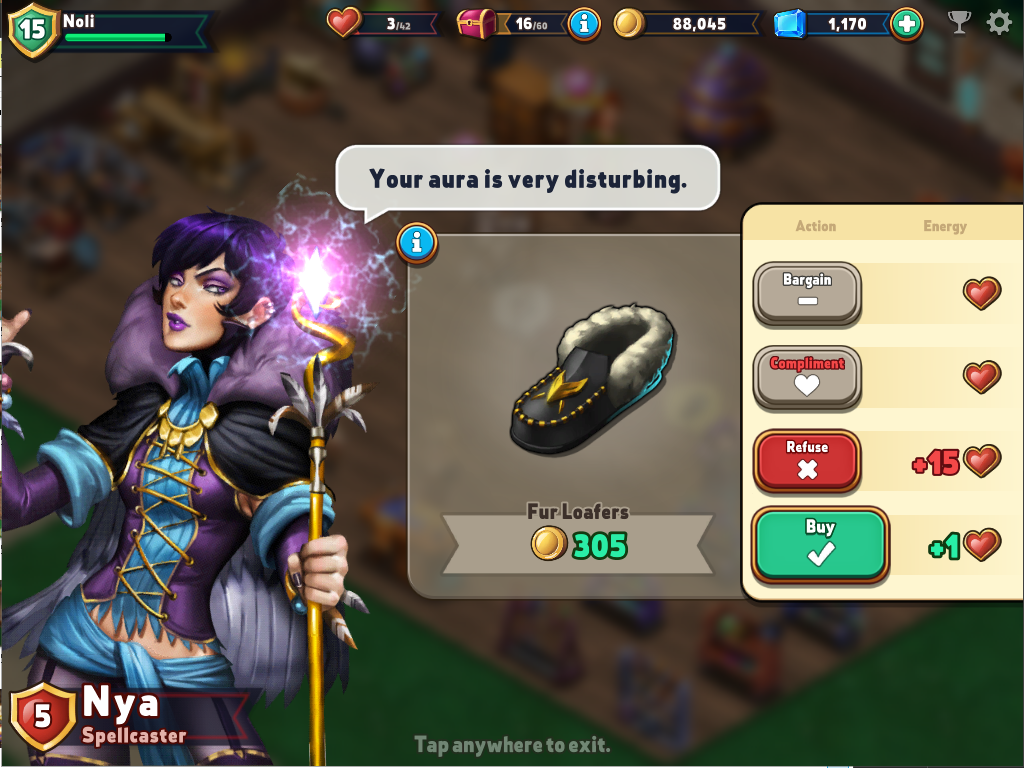 15
Noli
3/42
16/60
i
88,045
1,170
Your aura is very disturbing.
i
Action
Energy
Bargain
Compliment
Refuse
+15
Buy
+1
Fur Loafers
305
5
Nya
Spellcaster
Tap anywhere to exit.